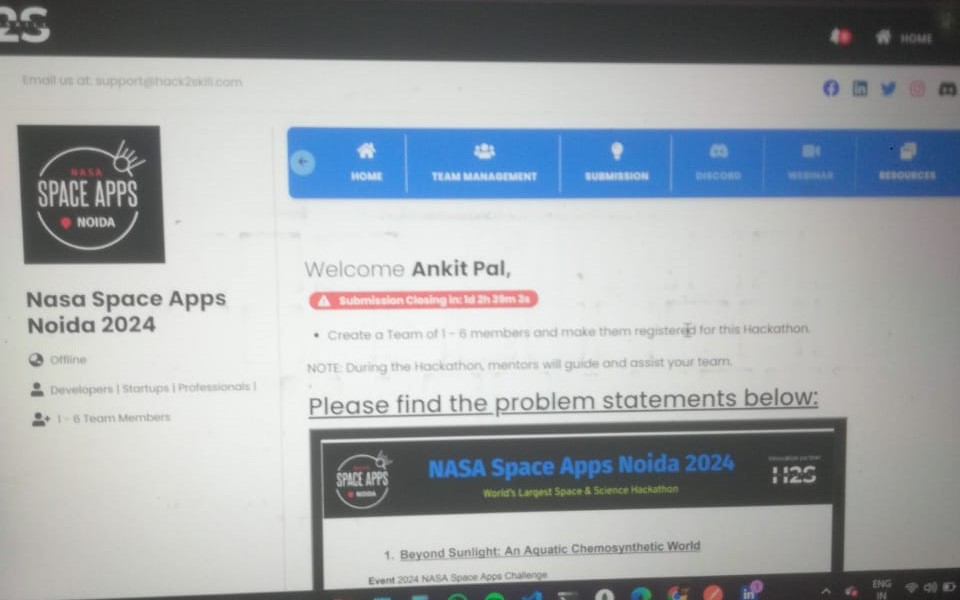 2S
HOME
Email us at: support@hack2skill.com
NASA
SPACE APPS
NOIDA
HOME
TEAM MANAGEMENT
SUBMISSION
DISCORD
WEBINAR
RESOURCES
Welcome Ankit Pal,
Submission Closing in: 1d 2h 39m 3s
Nasa Space Apps
Noida 2024
Offline
Developers | Startups | Professionals |
1 - 6 Team Members
• Create a Team of 1 - 6 members and make them registered for this Hackathon.
NOTE: During the Hackathon, mentors will guide and assist your team.
Please find the problem statements below:
SPACE APPS
NOIDA
NASA Space Apps Noida 2024
World's Largest Space & Science Hackathon
H2S
1. Beyond Sunlight: An Aquatic Chemosynthetic World
Event 2024 NASA Space Apps Challenge
ENG
IN